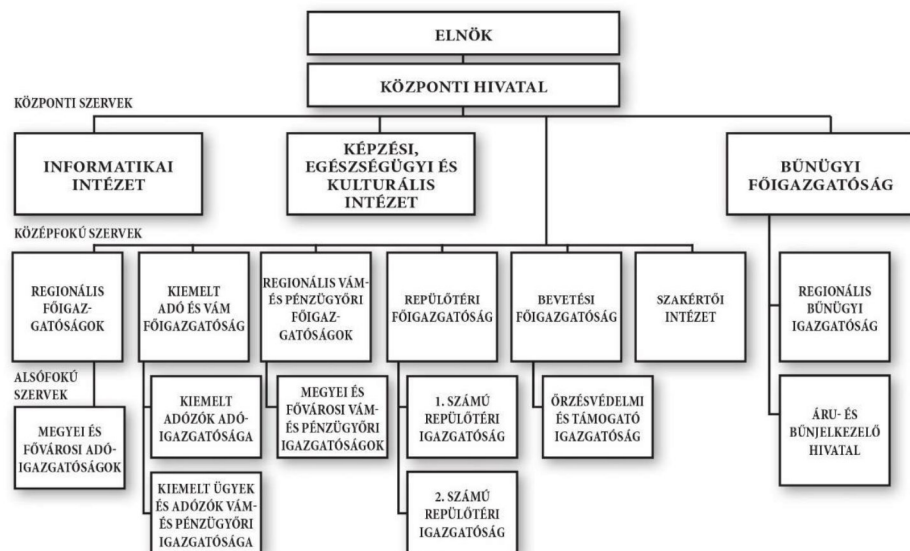 ELNÖK
KÖZPONTI HIVATAL
KÖZPONTI SZERVEK
INFORMATIKAI
INTÉZET
KÉPZÉSI,
EGÉSZSÉGÜGYI ÉS
KULTURÁLIS
INTÉZET
BŰNÜGYI
FŐIGAZGATÓSÁG
KÖZÉPFOKÚ SZERVEK
REGIONÁLIS
FŐIGAZ-
GATÓSÁGOK
KIEMELT
ADÓ ÉS VÁM
FŐIGAZGATÓSÁG
REGIONÁLIS VÁM-
ÉS PÉNZÜGYŐRI
FŐIGAZ-
GATÓSÁGOK
REPÜLŐTÉRI
FŐIGAZGATÓSÁG
BEVETÉSI
FŐIGAZGATÓSÁG
SZAKÉRTŐI
INTÉZET
REGIONÁLIS
BŰNÜGYI
IGAZGATÓSÁG
ALSÓFOKÚ
SZERVEK
MEGYEI ÉS
FŐVÁROSI ADÓ-
IGAZGATÓSÁGOK
KIEMELT
ADÓZÓK ADÓ-
IGAZGATÓSÁGA
MEGYEI ÉS
FŐVÁROSI VÁM-
ÉS PÉNZÜGYŐRI
IGAZGATÓSÁGOK
1. SZÁMÚ
REPÜLŐTÉRI
IGAZGATÓSÁG
ŐRZÉSVÉDELMI
ÉS TÁMOGATÓ
IGAZGATÓSÁG
ÁRU- ÉS
BŰNJELKEZELŐ
HIVATAL
KIEMELT ÜGYEK
ÉS ADÓZÓK VÁM-
ÉS PÉNZÜGYŐRI
IGAZGATÓSÁGA
2. SZÁMÚ
REPÜLŐTÉRI
IGAZGATÓSÁG